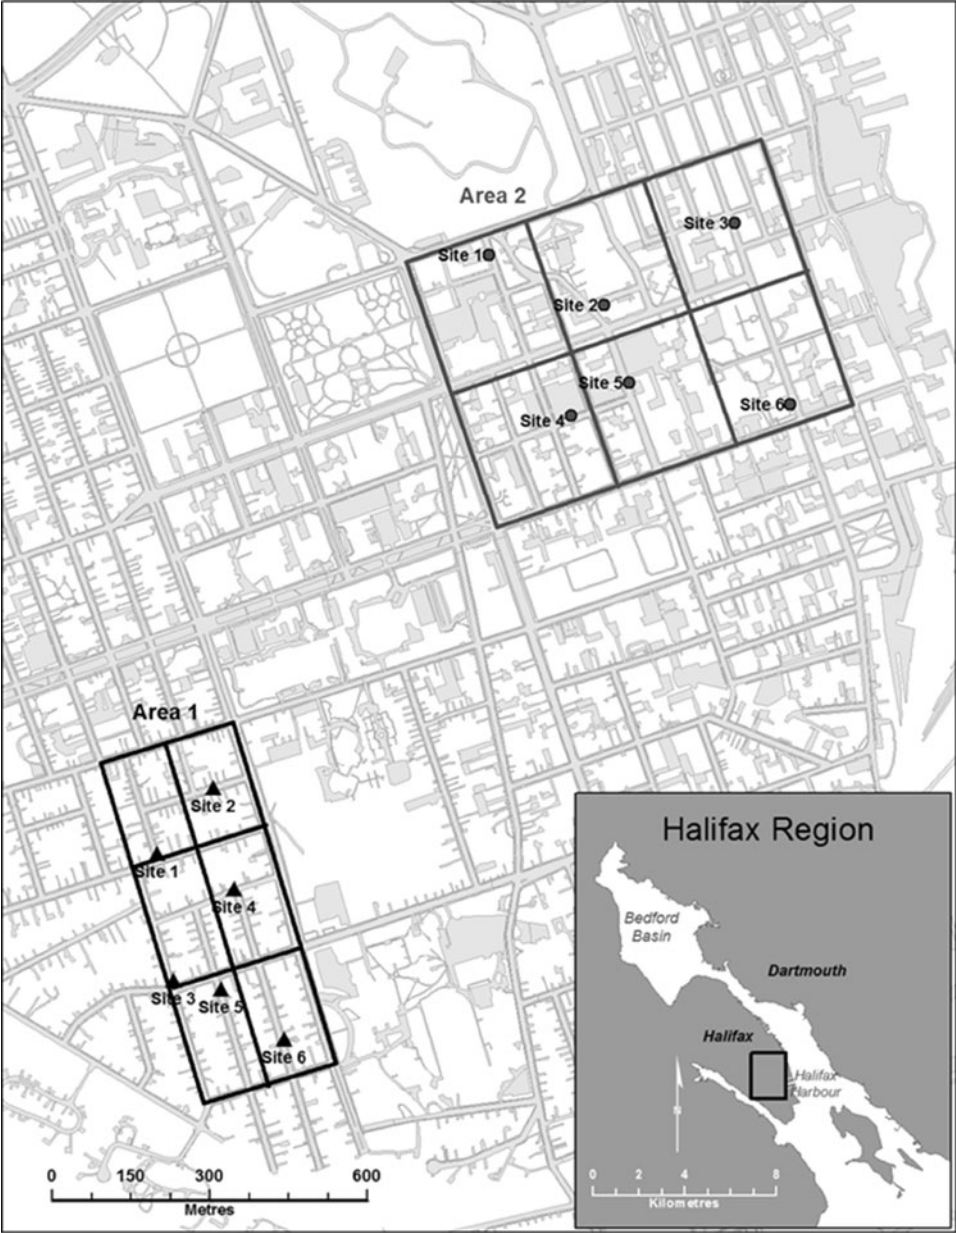 Area 2
Site 3
Site 1
Site 2
Site 5
Site 4
Site 6
Area 1
Site 2
Site 1
Site 4
Site 3
Site 5
Site 6
0 150 300 600
Metres
Halifax Region
Bedford
Basin
Dartmouth
Halifax
Halifax
Harbour
N
0 2 4 8
Kilometres